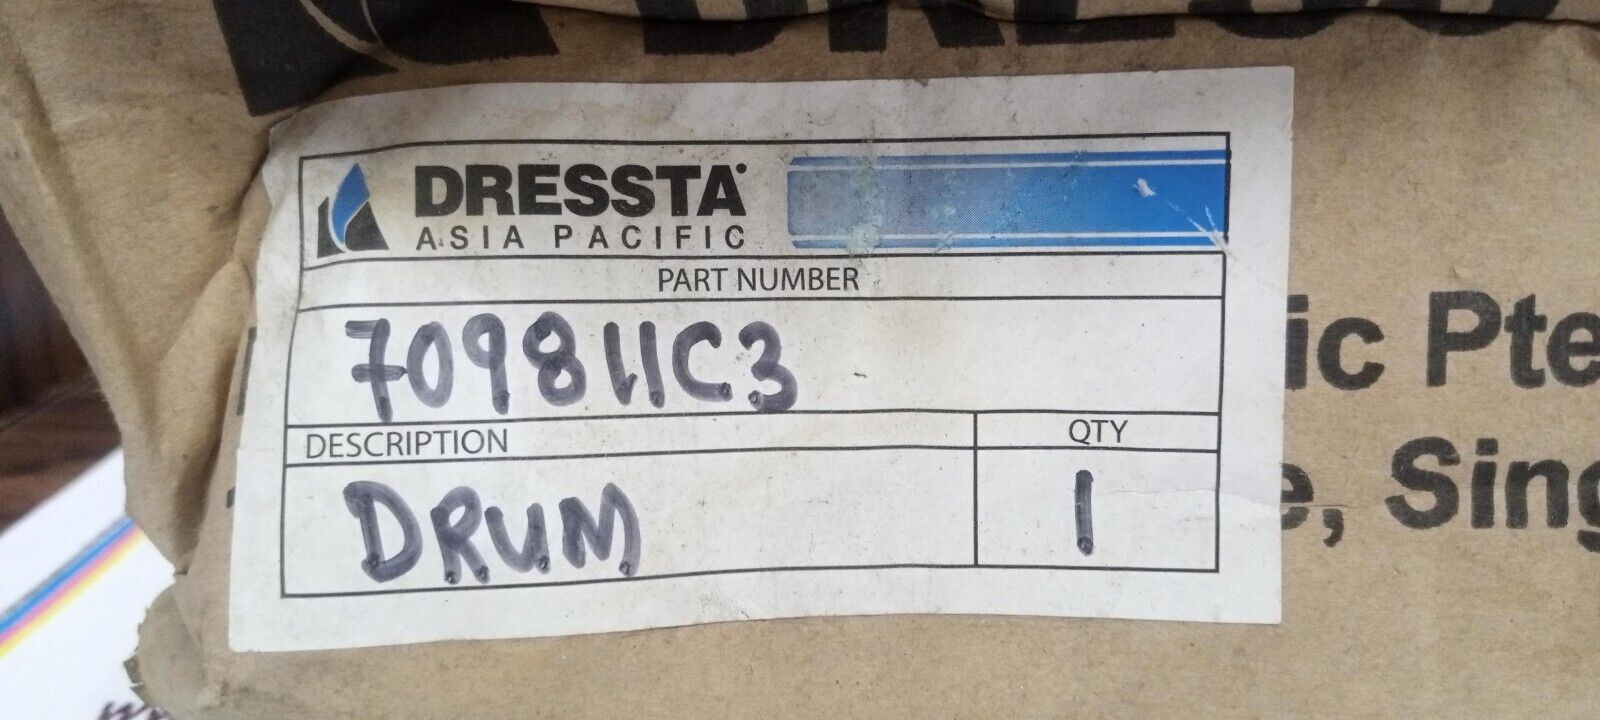 DRESSTA
ASIA PACIFIC
PART NUMBER
709811C3
DESCRIPTION
QTY
DRUM
1
ic Pte
e, Sing